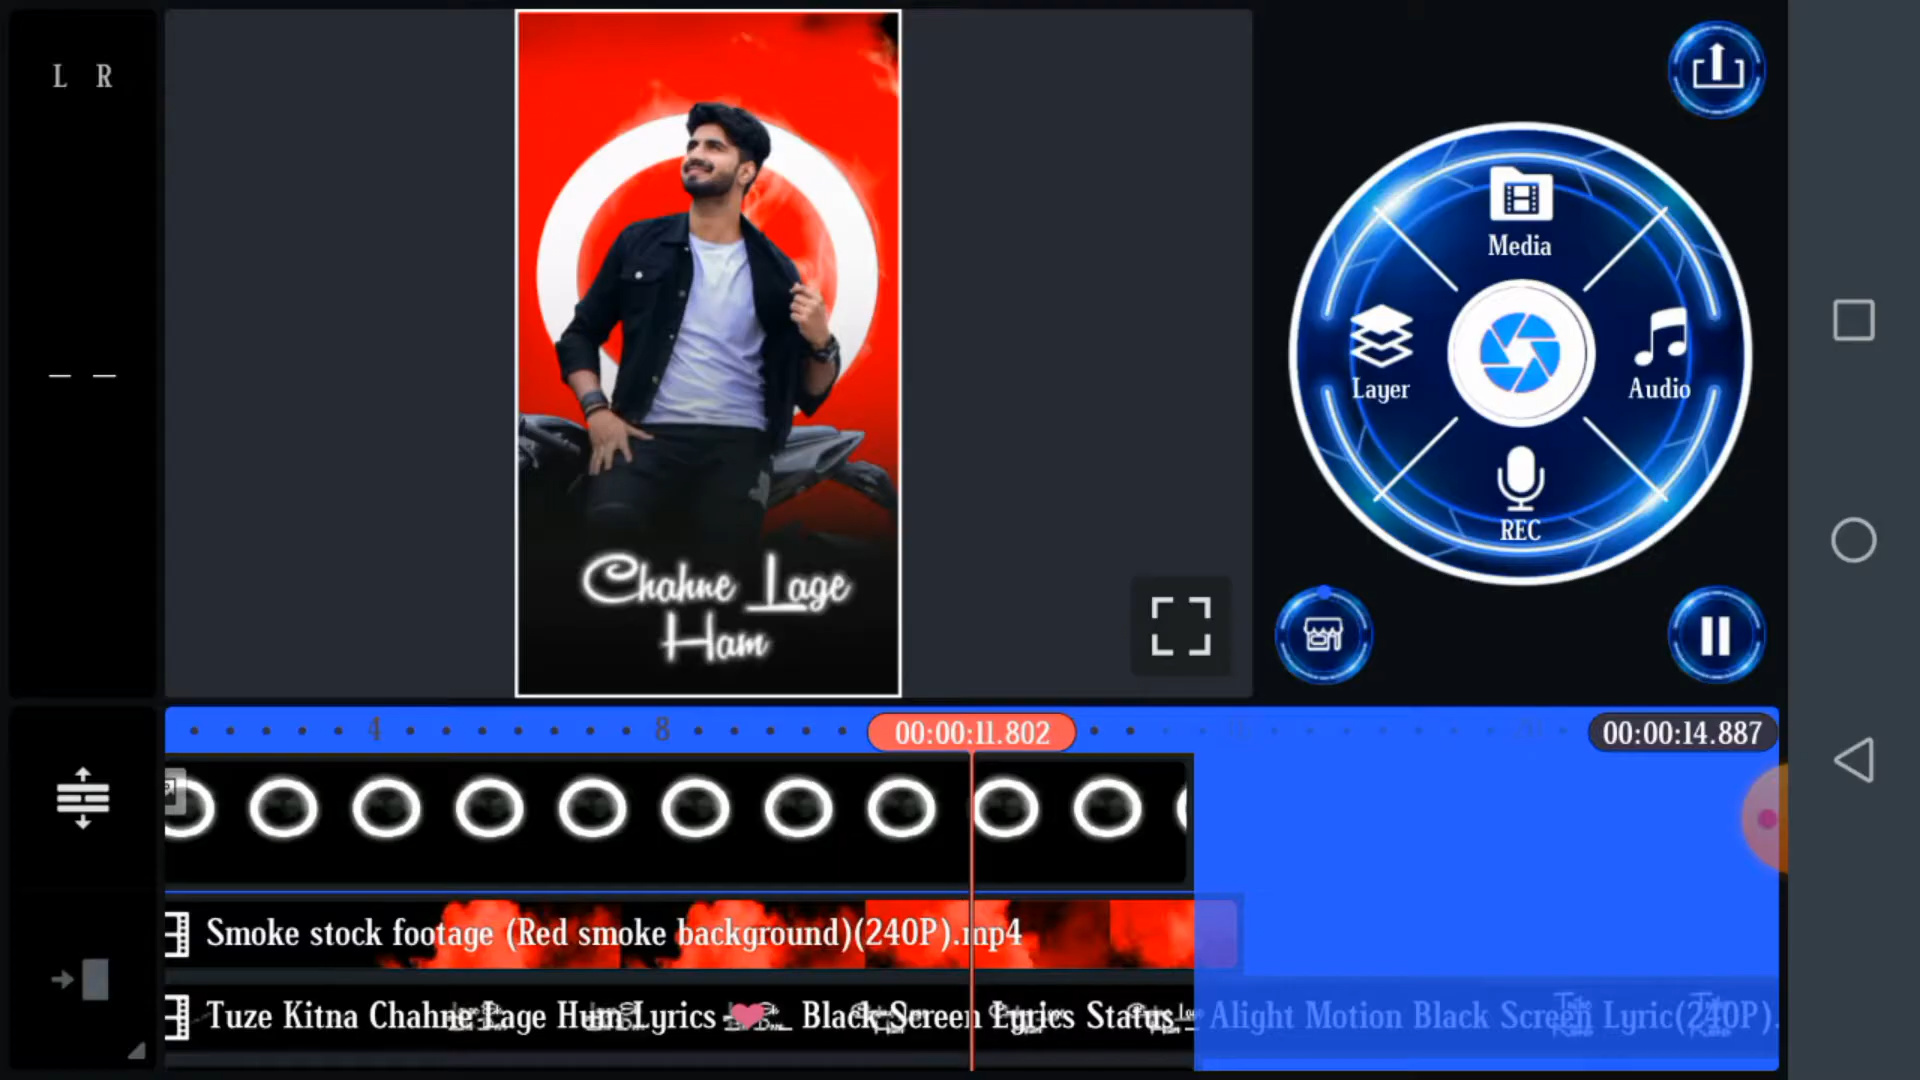 L R
Media
Layer
Audio
REC
Chahne Lage
Ham
4
8
00:00:11.802
00:00:14.887
Smoke stock footage (Red smoke background)(240P).mp4
Tuze Kitna Chahne Lage Hum Lyrics ❤ Black Screen Lyrics Status_ Alight Motion Black Screen Lyric(240P).